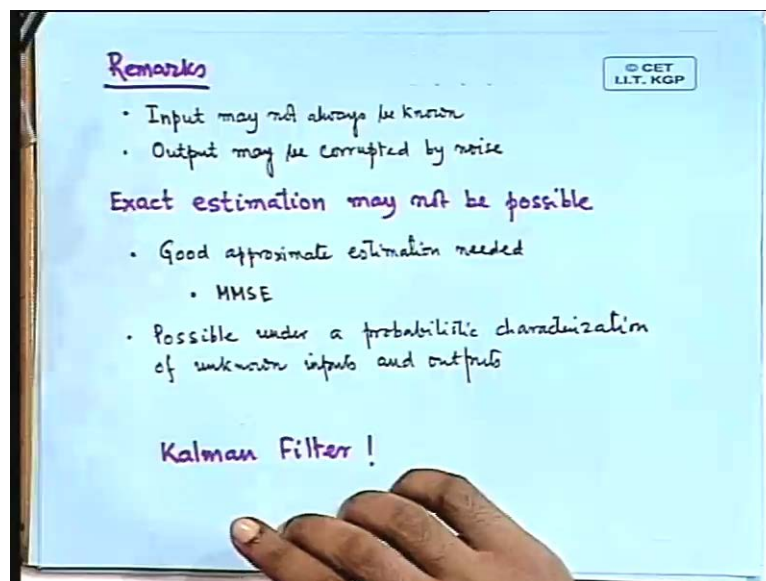 Remarks
© CET
I.I.T. KGP
· Input may not always be known
· Output may be corrupted by noise
Exact estimation may not be possible
· Good approximate estimation needed
· MMSE
· Possible under a probabilistic characterization
of unknown inputs and outputs
Kalman Filter !